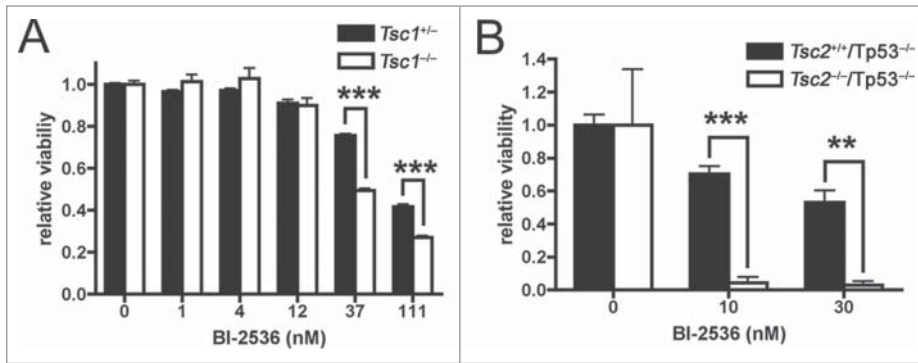 A
Tsc1+/−
Tsc1−/−
1.0
0.8
0.6
0.4
0.2
0.0
relative viabiliy
***
***
0 1 4 12 37 111
BI-2536 (nM)
B
Tsc2+/+/Tp53−/−
Tsc2−/−/Tp53−/−
1.4
1.2
1.0
0.8
0.6
0.4
0.2
0.0
relative viability
***
**
0 10 30
BI-2536 (nM)